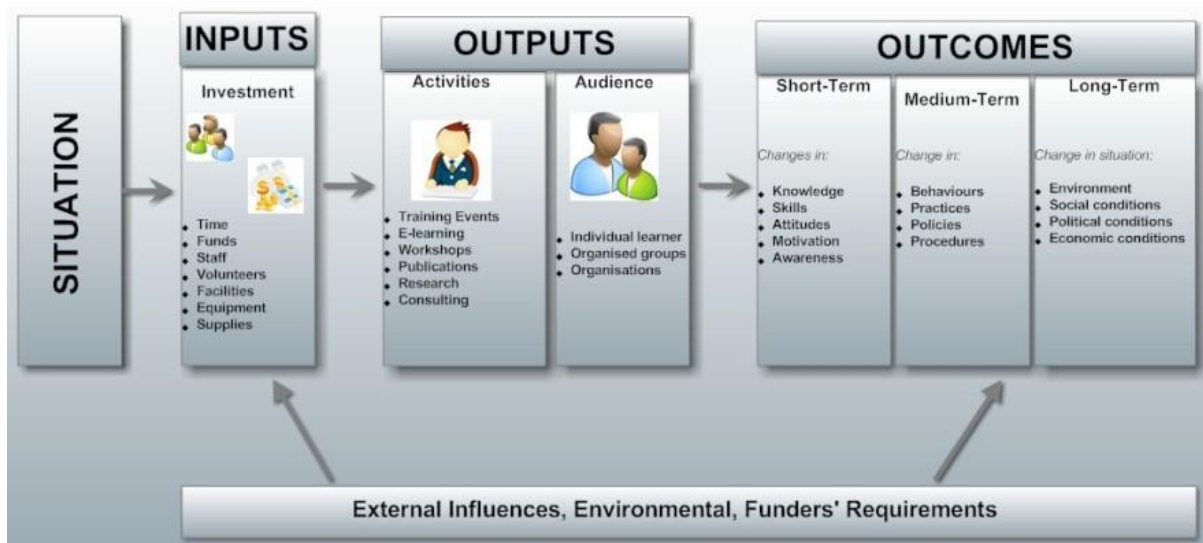 SITUATION
INPUTS
Investment
Time
Funds
Staff
Volunteers
Facilities
Equipment
Supplies
OUTPUTS
Activities
Training Events
E-learning
Workshops
Publications
Research
Consulting
Audience
Individual learner
Organised groups
Organisations
OUTCOMES
Short-Term
Changes in:
Knowledge
Skills
Attitudes
Motivation
Awareness
Medium-Term
Change in:
Behaviours
Practices
Policies
Procedures
Long-Term
Change in situation:
Environment
Social conditions
Political conditions
Economic conditions
External Influences, Environmental, Funders' Requirements